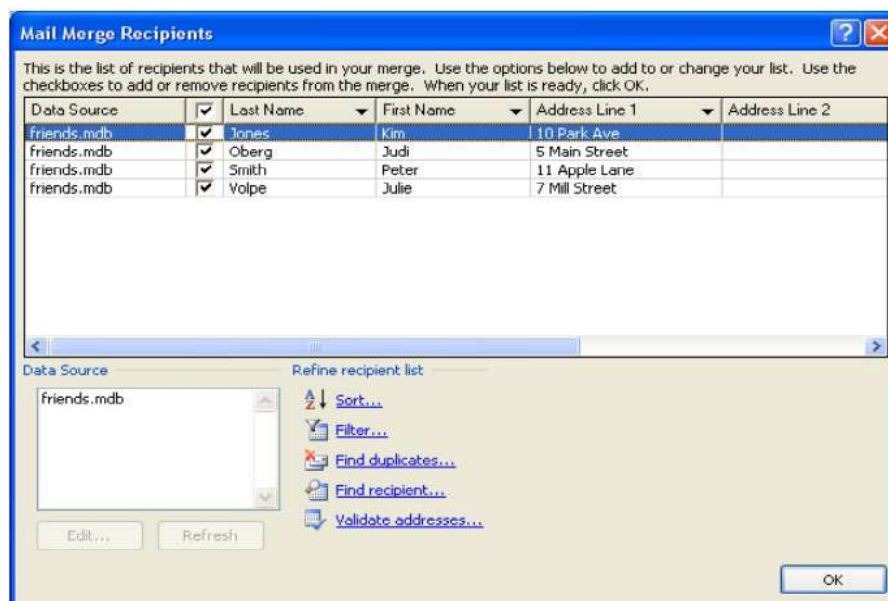 Mail Merge Recipients
This is the list of recipients that will be used in your merge. Use the options below to add to or change your list. Use the
checkboxes to add or remove recipients from the merge. When your list is ready, click OK.
Data Source Last Name First Name Address Line 1 Address Line 2
friends.mdb Jones Kim 10 Park Ave
friends.mdb Oberg Judi 5 Main Street
friends.mdb Smith Peter 11 Apple Lane
friends.mdb Volpe Julie 7 Mill Street
Data Source Refine recipient list
friends.mdb
Sort...
Filter...
Find duplicates...
Find recipient...
Validate addresses...
Edit... Refresh
OK